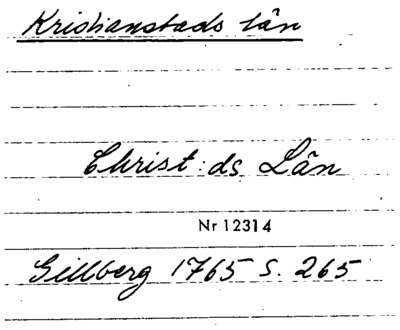 Kristianstads län
Christ:ds Län
Nr 12314
Gillberg 1765 s. 265